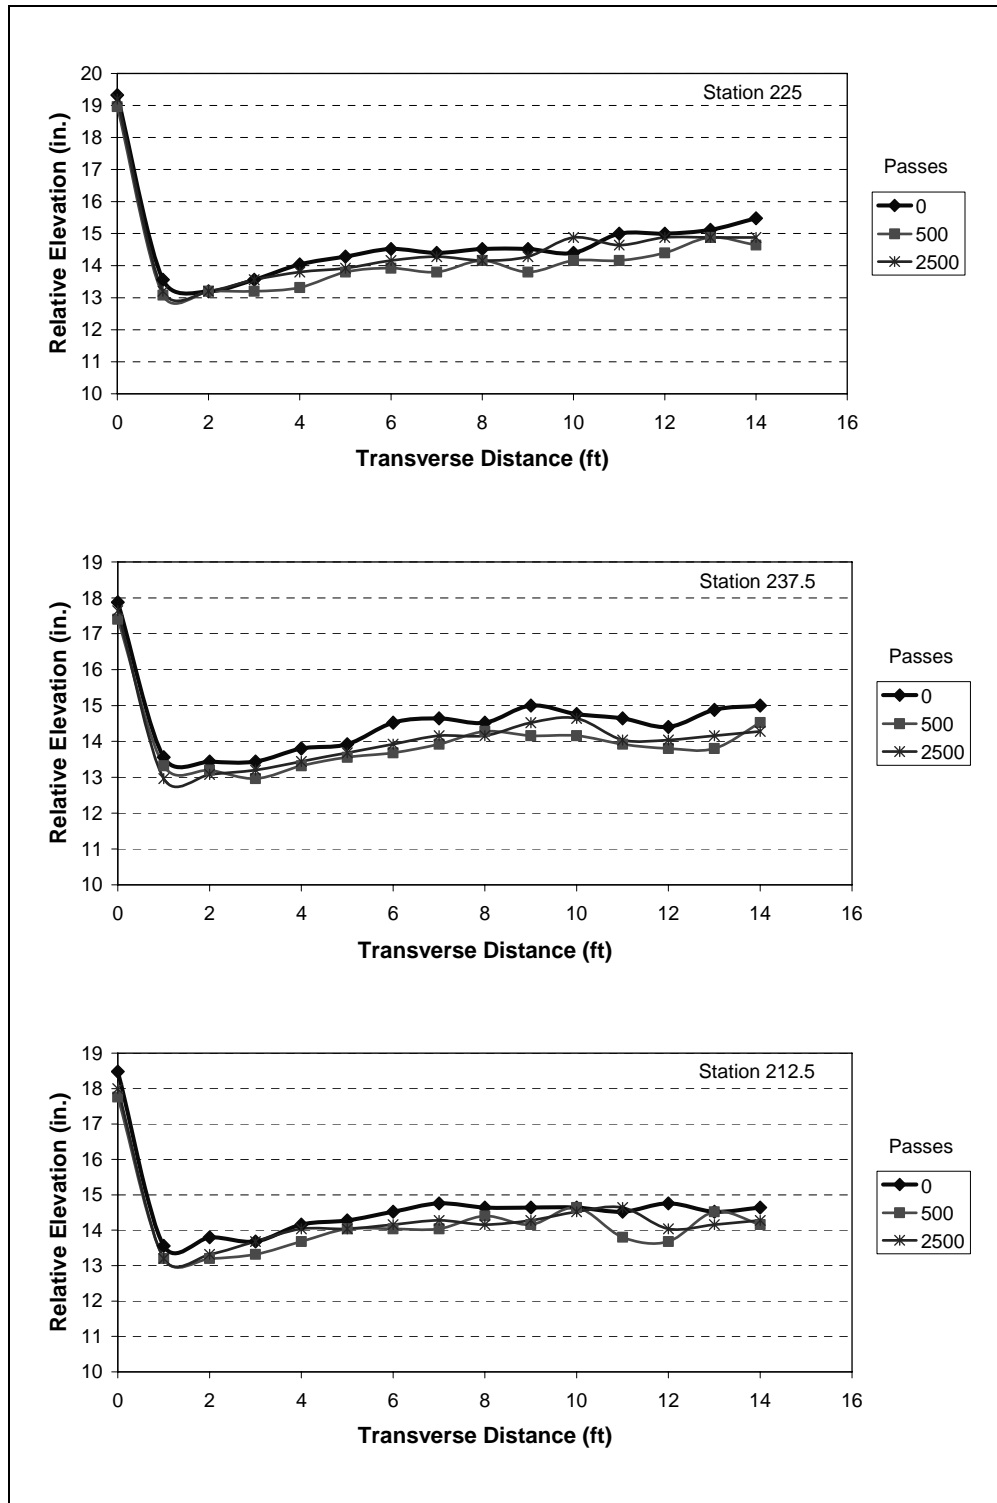 Station 225
Relative Elevation (in.)
20
19
18
17
16
15
14
13
12
11
10
0 2 4 6 8 10 12 14 16
Transverse Distance (ft)
Passes
0
500
2500
Station 237.5
Relative Elevation (in.)
19
18
17
16
15
14
13
12
11
10
0 2 4 6 8 10 12 14 16
Transverse Distance (ft)
Passes
0
500
2500
Station 212.5
Relative Elevation (in.)
19
18
17
16
15
14
13
12
11
10
0 2 4 6 8 10 12 14 16
Transverse Distance (ft)
Passes
0
500
2500